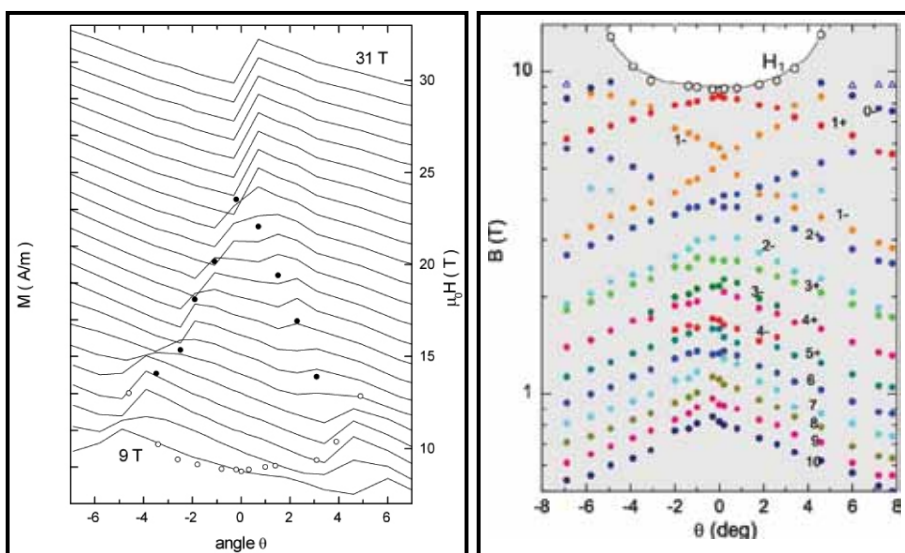 31 T
9 T
M ( A/m)
μ₀H ( T )
30
25
20
15
10
-6 -4 -2 0 2 4 6
angle θ
H₁
10
1
B (T)
0-
1+
1-
1-
2+
2-
3+
3-
4+
4-
5+
6
7
8
9
10
-8 -6 -4 -2 0 2 4 6 8
θ (deg)